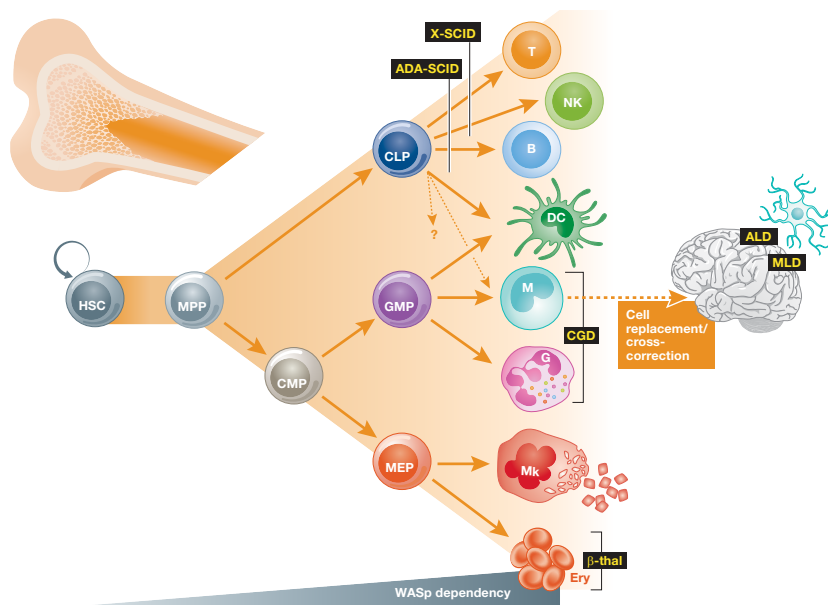 X-SCID
ADA-SCID
T
NK
CLP
B
DC
?
ALD
MLD
HSC
MPP
GMP
M
CGD
Cell
replacement/
cross-
correction
G
CMP
MEP
Mk
β-thal
Ery
WASp dependency